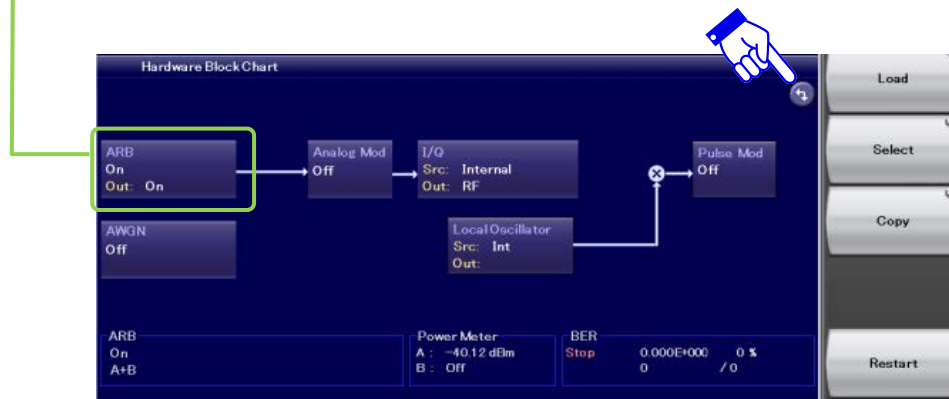 Hardware Block Chart
Load
ARB
On
Out: On
Analog Mod
Off
I/Q
Src: Internal
Out: RF
Pulse Mod
Off
Select
AWGN
Off
Local Oscillator
Src: Int
Out:
Copy
ARB
On
A+B
Power Meter
A : -40.12 dBm
B : Off
BER
Stop 0.000E+000 0 %
0 / 0
Restart